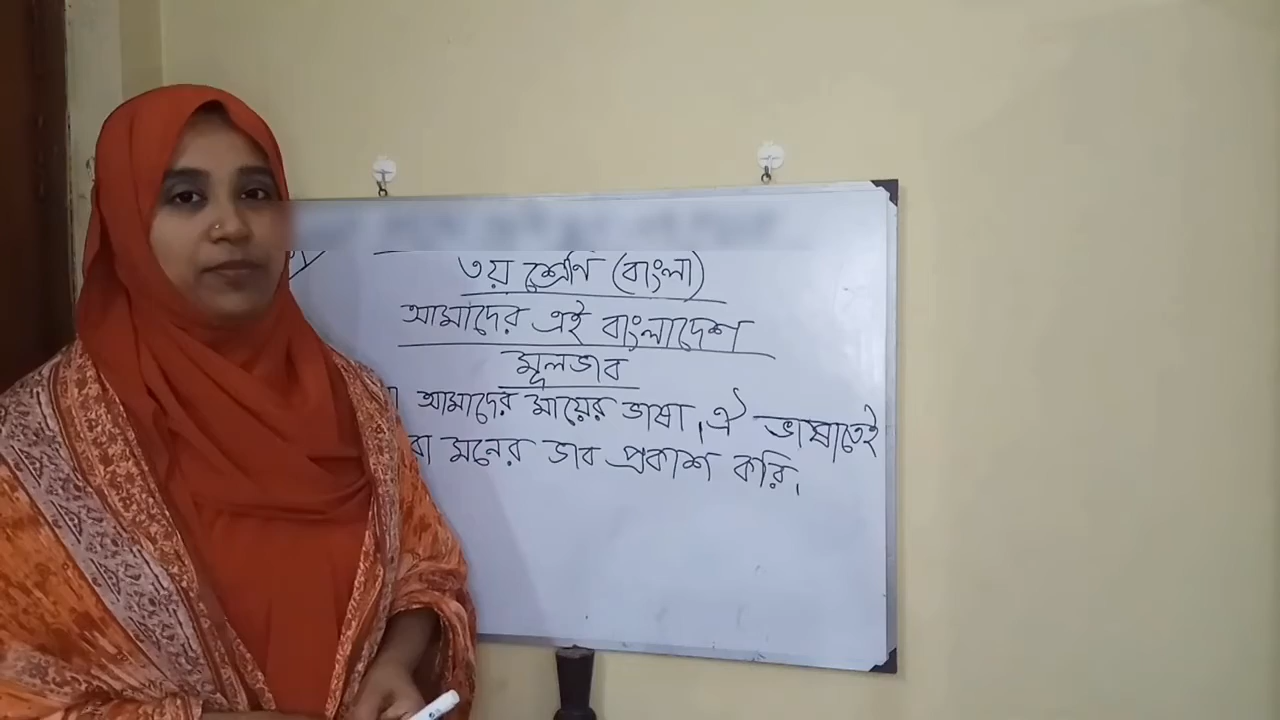 ৩য় শ্রেণি (বাংলা)
আমাদের এই বাংলাদেশ
মূলভাব
আমাদের মায়ের ভাষা। ঐ ভাষাতেই
মনের ভাব প্রকাশ করি।